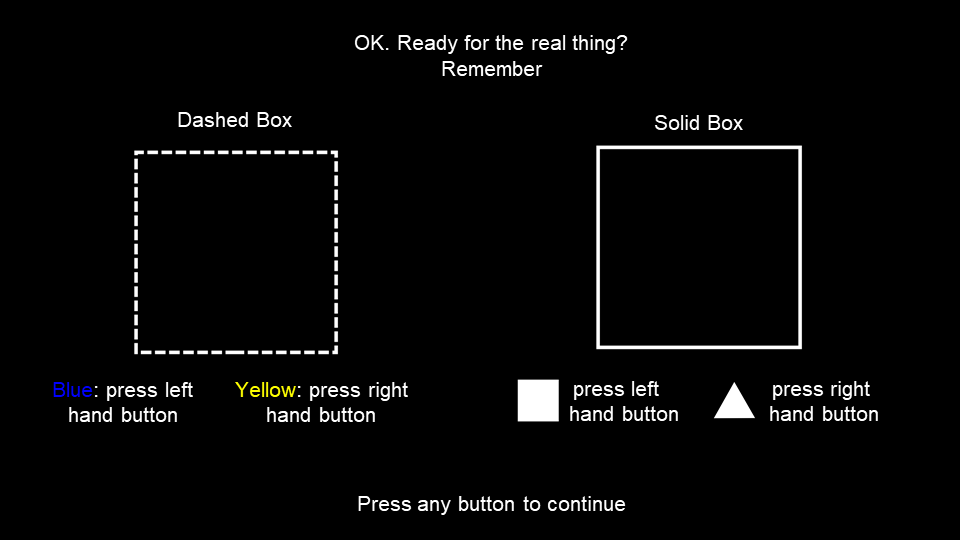 OK. Ready for the real thing?
Remember
Dashed Box
Blue: press left
hand button
Yellow: press right
hand button
Solid Box
press left
hand button
press right
hand button
Press any button to continue